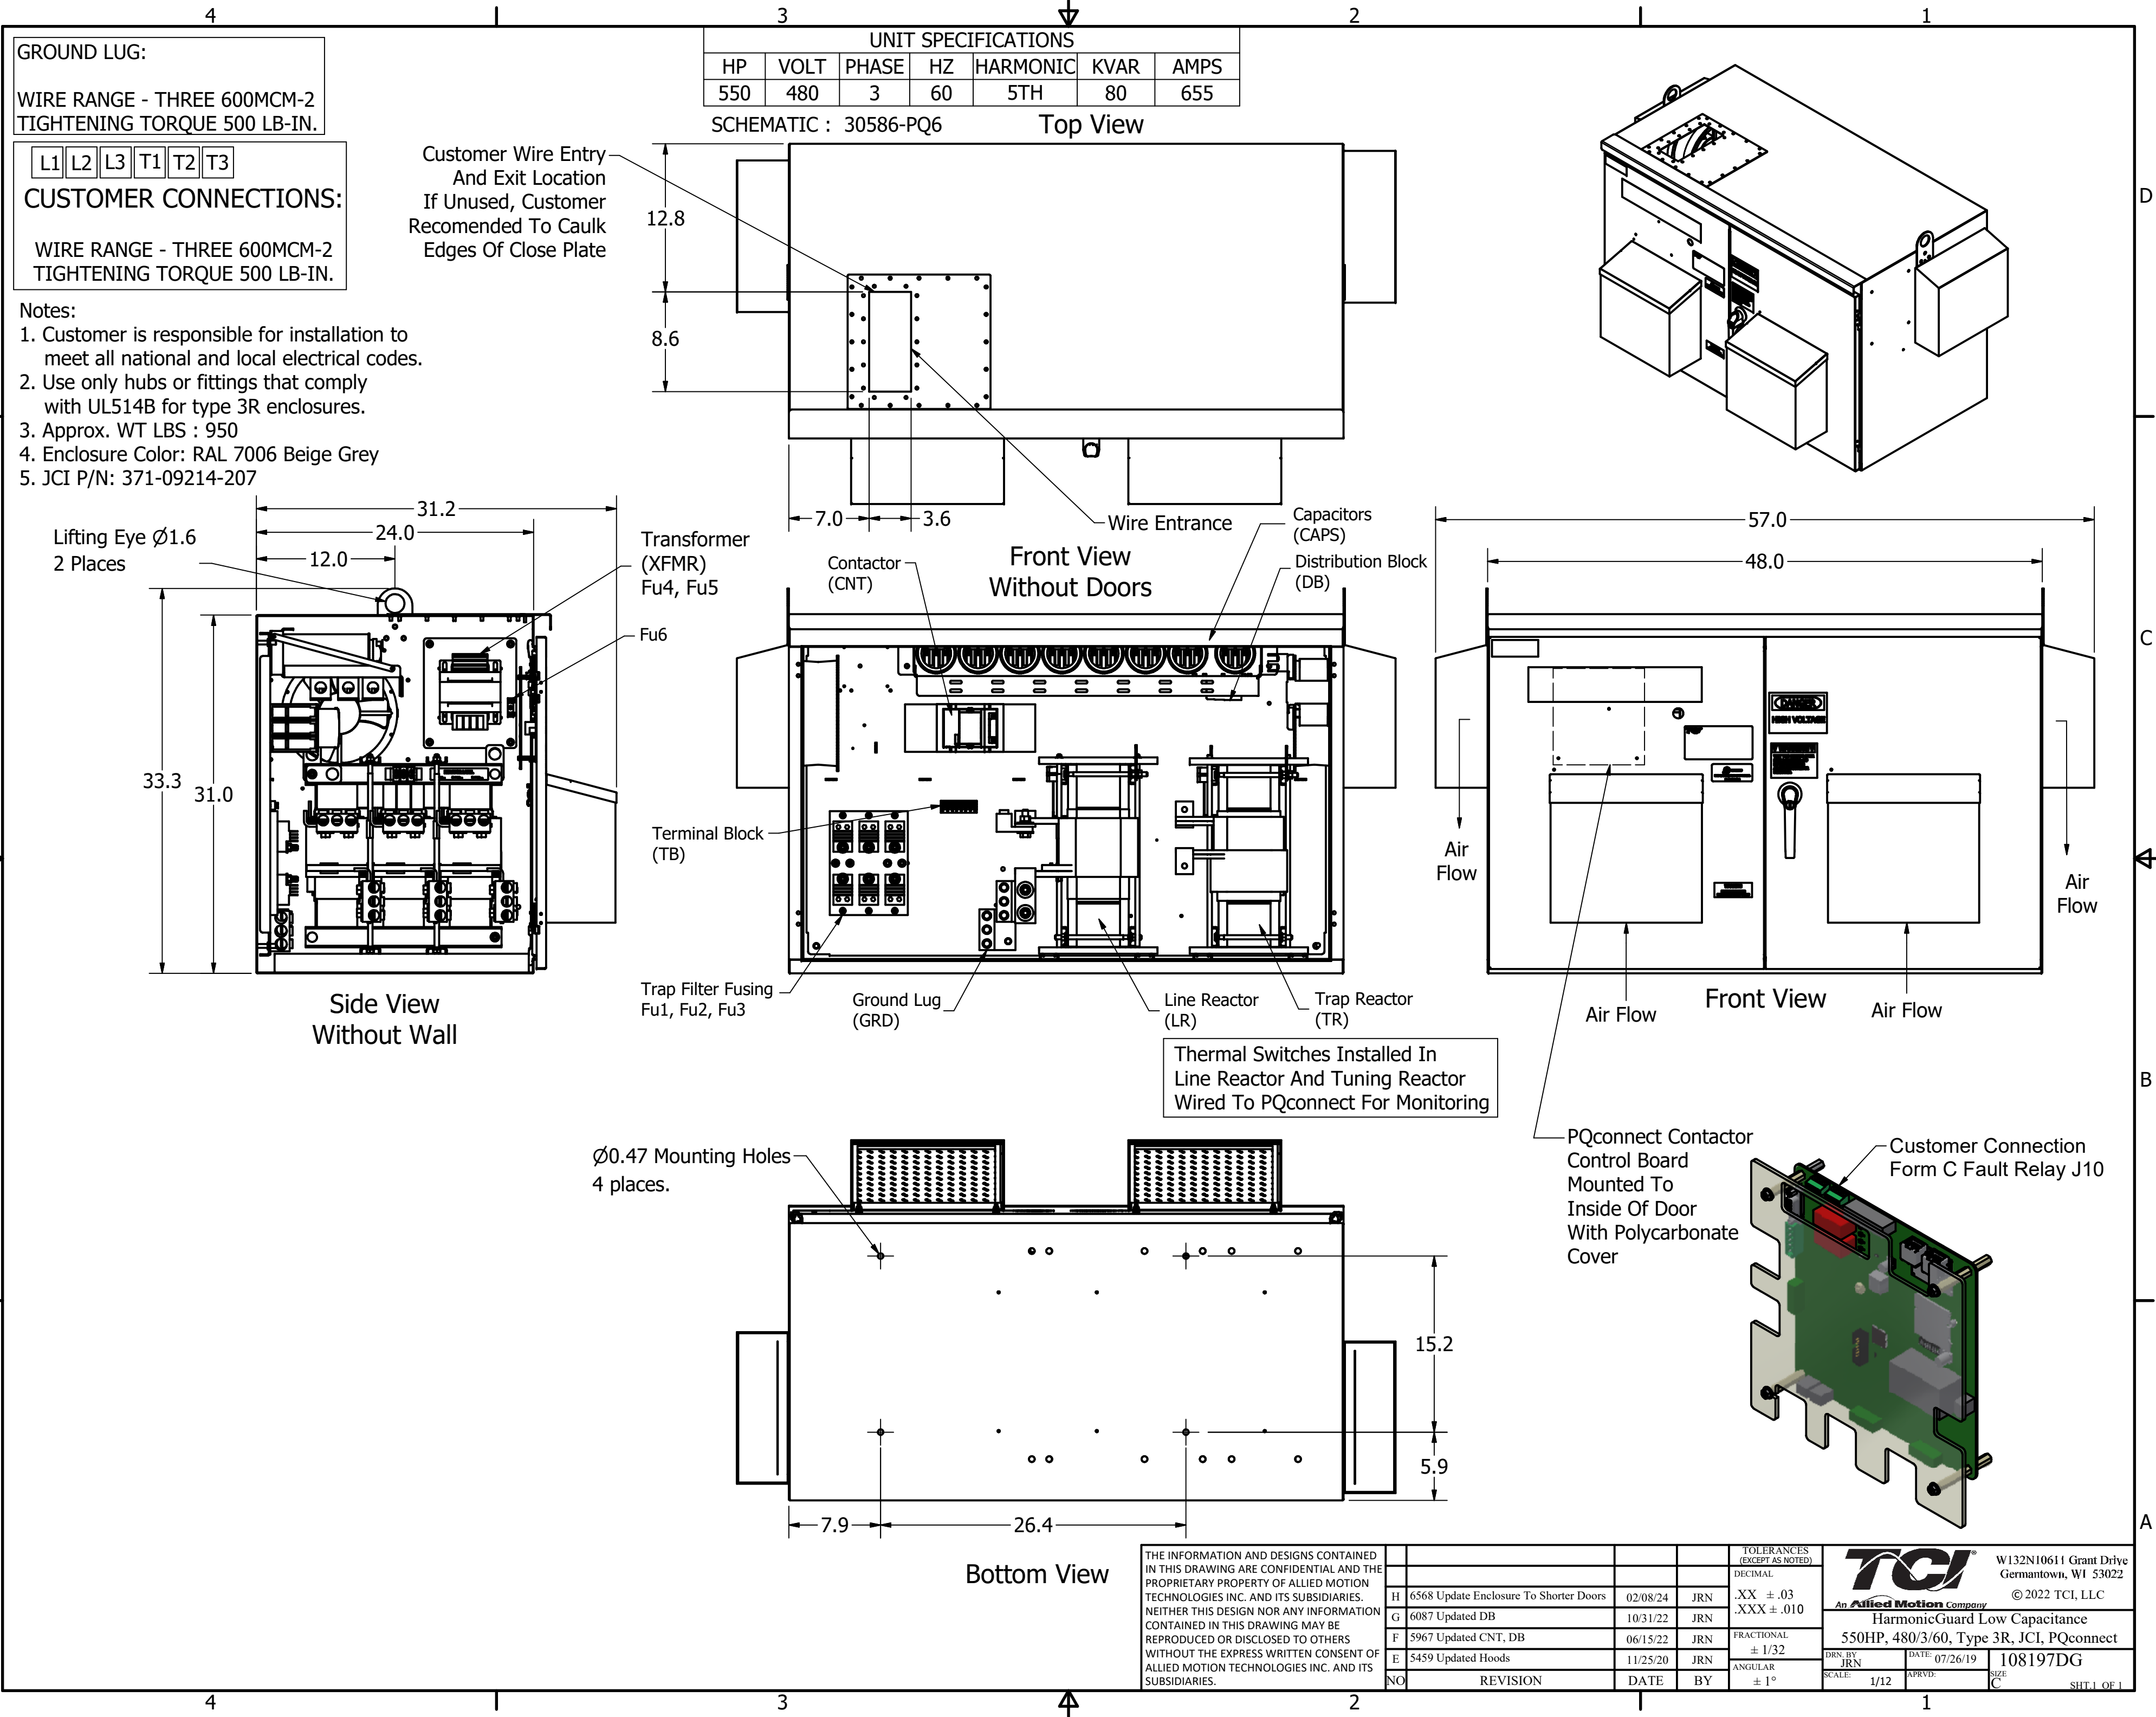 4
3
2
1
GROUND LUG:
WIRE RANGE - THREE 600MCM-2
TIGHTENING TORQUE 500 LB-IN.
L1 L2 L3 T1 T2 T3
CUSTOMER CONNECTIONS:
WIRE RANGE - THREE 600MCM-2
TIGHTENING TORQUE 500 LB-IN.
Notes:
1. Customer is responsible for installation to
meet all national and local electrical codes.
2. Use only hubs or fittings that comply
with UL514B for type 3R enclosures.
3. Approx. WT LBS : 950
4. Enclosure Color: RAL 7006 Beige Grey
5. JCI P/N: 371-09214-207
UNIT SPECIFICATIONS
HP VOLT PHASE HZ HARMONIC KVAR AMPS
550 480 3 60 5TH 80 655
SCHEMATIC : 30586-PQ6
Top View
Customer Wire Entry
And Exit Location
If Unused, Customer
Recomended To Caulk
Edges Of Close Plate
12.8
8.6
7.0
3.6
Wire Entrance
D
C
B
A
31.2
24.0
12.0
Lifting Eye Ø1.6
2 Places
33.3
31.0
Transformer
(XFMR)
Fu4, Fu5
Fu6
Side View
Without Wall
Front View
Without Doors
Contactor
(CNT)
Capacitors
(CAPS)
Distribution Block
(DB)
Terminal Block
(TB)
Trap Filter Fusing
Fu1, Fu2, Fu3
Ground Lug
(GRD)
Line Reactor
(LR)
Trap Reactor
(TR)
Thermal Switches Installed In
Line Reactor And Tuning Reactor
Wired To PQconnect For Monitoring
57.0
48.0
DANGER
HIGH VOLTAGE
Air
Flow
Air
Flow
Air Flow
Front View
Air Flow
PQconnect Contactor
Control Board
Mounted To
Inside Of Door
With Polycarbonate
Cover
Customer Connection
Form C Fault Relay J10
Ø0.47 Mounting Holes
4 places.
15.2
5.9
7.9
26.4
Bottom View
THE INFORMATION AND DESIGNS CONTAINED
IN THIS DRAWING ARE CONFIDENTIAL AND THE
PROPRIETARY PROPERTY OF ALLIED MOTION
TECHNOLOGIES INC. AND ITS SUBSIDIARIES.
NEITHER THIS DESIGN NOR ANY INFORMATION
CONTAINED IN THIS DRAWING MAY BE
REPRODUCED OR DISCLOSED TO OTHERS
WITHOUT THE EXPRESS WRITTEN CONSENT OF
ALLIED MOTION TECHNOLOGIES INC. AND ITS
SUBSIDIARIES.
H 6568 Update Enclosure To Shorter Doors 02/08/24 JRN
G 6087 Updated DB 10/31/22 JRN
F 5967 Updated CNT, DB 06/15/22 JRN
E 5459 Updated Hoods 11/25/20 JRN
NO REVISION DATE BY
TOLERANCES
(EXCEPT AS NOTED)
DECIMAL
.XX ± .03
.XXX ± .010
FRACTIONAL
± 1/32
ANGULAR
± 1°
TCI ®
An Allied Motion Company
W132N10611 Grant Drive
Germantown, WI 53022
© 2022 TCI, LLC
HarmonicGuard Low Capacitance
550HP, 480/3/60, Type 3R, JCI, PQconnect
DRN. BY JRN
DATE: 07/26/19
108197DG
SCALE: 1/12
APRVD:
SIZE C
SHT.1 OF 1
4
3
2
1